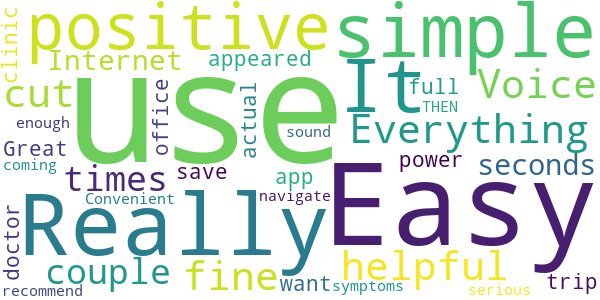 clinic
positive
simple
Internet
appeared
cut
use
It
full
Voice
THEN
office
actual
Everything
enough
sound
Great
times
save
power
seconds
coming
app
Convenient
navigate
Really
Easy
doctor
couple
fine
want
helpful
symptoms
trip
recommend
serious